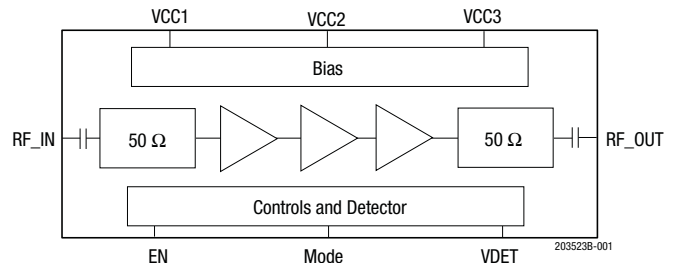 VCC1 VCC2 VCC3
Bias
RF_IN 50 Ω 50 Ω RF_OUT
Controls and Detector
EN Mode VDET
203523B-001